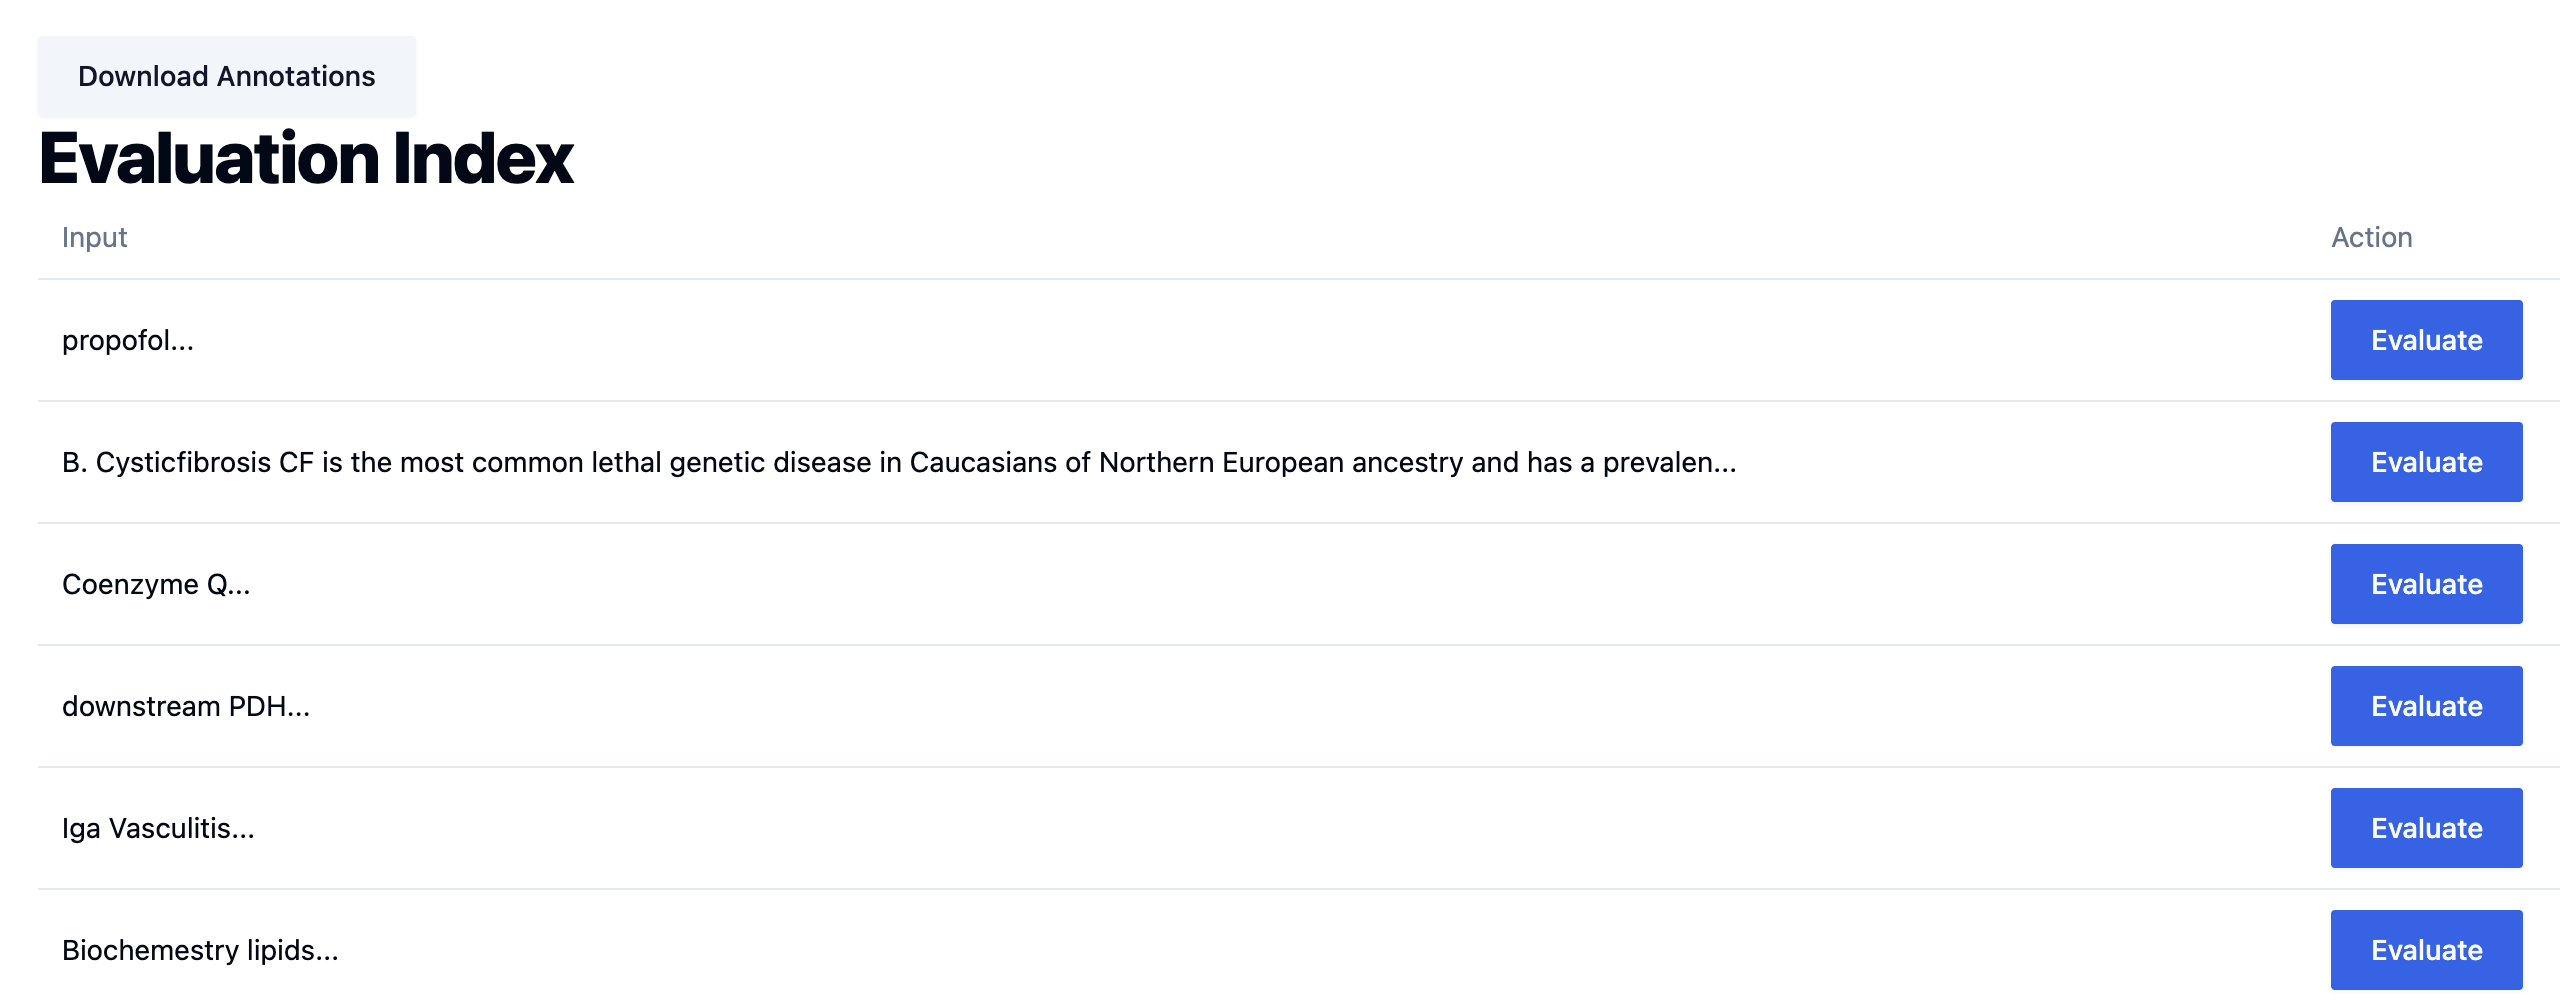 Download Annotations
Evaluation Index
Input Action
propofol... Evaluate
B. Cysticfibrosis CF is the most common lethal genetic disease in Caucasians of Northern European ancestry and has a prevalen... Evaluate
Coenzyme Q... Evaluate
downstream PDH... Evaluate
Iga Vasculitis... Evaluate
Biochemestry lipids... Evaluate